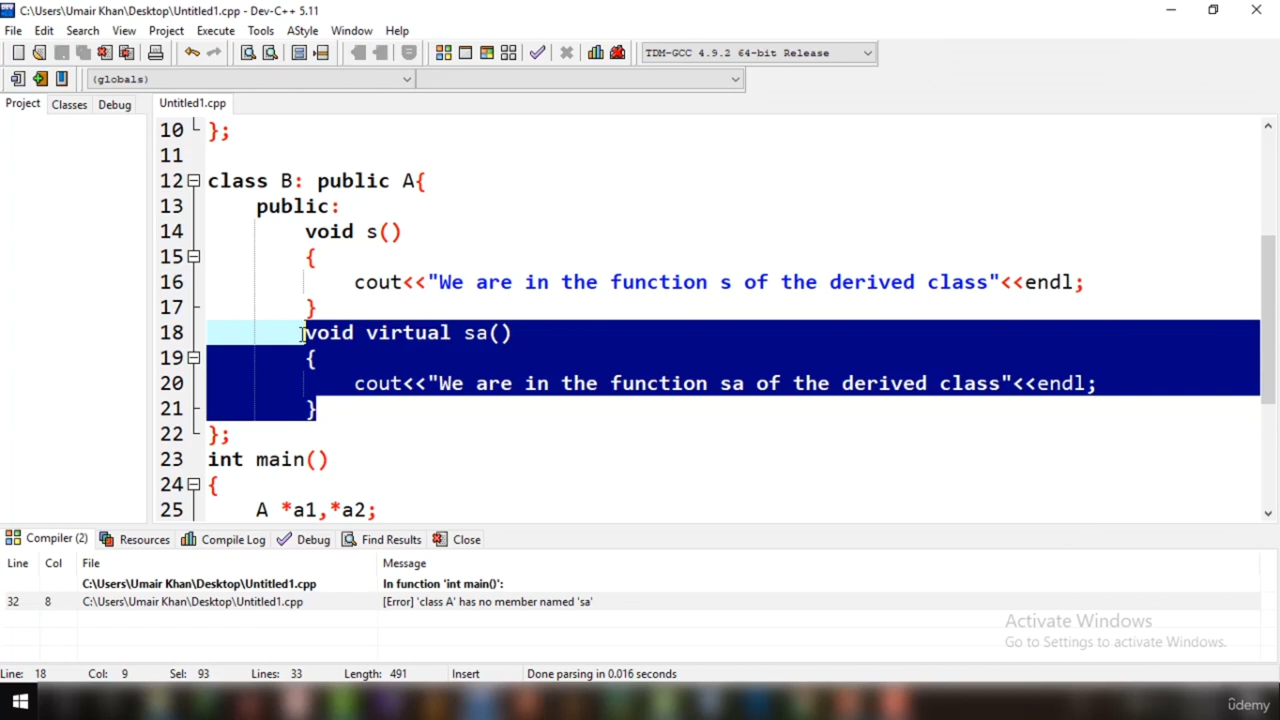 C:\Users\Umair Khan\Desktop\Untitled1.cpp - Dev-C++ 5.11
File Edit Search View Project Execute Tools AStyle Window Help
TDM-GCC 4.9.2 64-bit Release
(globals)
Project Classes Debug Untitled1.cpp
10 };
11
12 class B: public A{
13 public:
14 void s()
15 {
16 cout<<"We are in the function s of the derived class"<<endl;
17 }
18 void virtual sa()
19 {
20 cout<<"We are in the function sa of the derived class"<<endl;
21 }
22 };
23 int main()
24 {
25 A *a1,*a2;
Compiler (2) Resources Compile Log Debug Find Results Close
Line Col File Message
C:\Users\Umair Khan\Desktop\Untitled1.cpp In function 'int main()':
32 8 C:\Users\Umair Khan\Desktop\Untitled1.cpp [Error] 'class A' has no member named 'sa'
Activate Windows
Go to Settings to activate Windows.
Line: 18 Col: 9 Sel: 93 Lines: 33 Length: 491 Insert Done parsing in 0.016 seconds
ûdemy